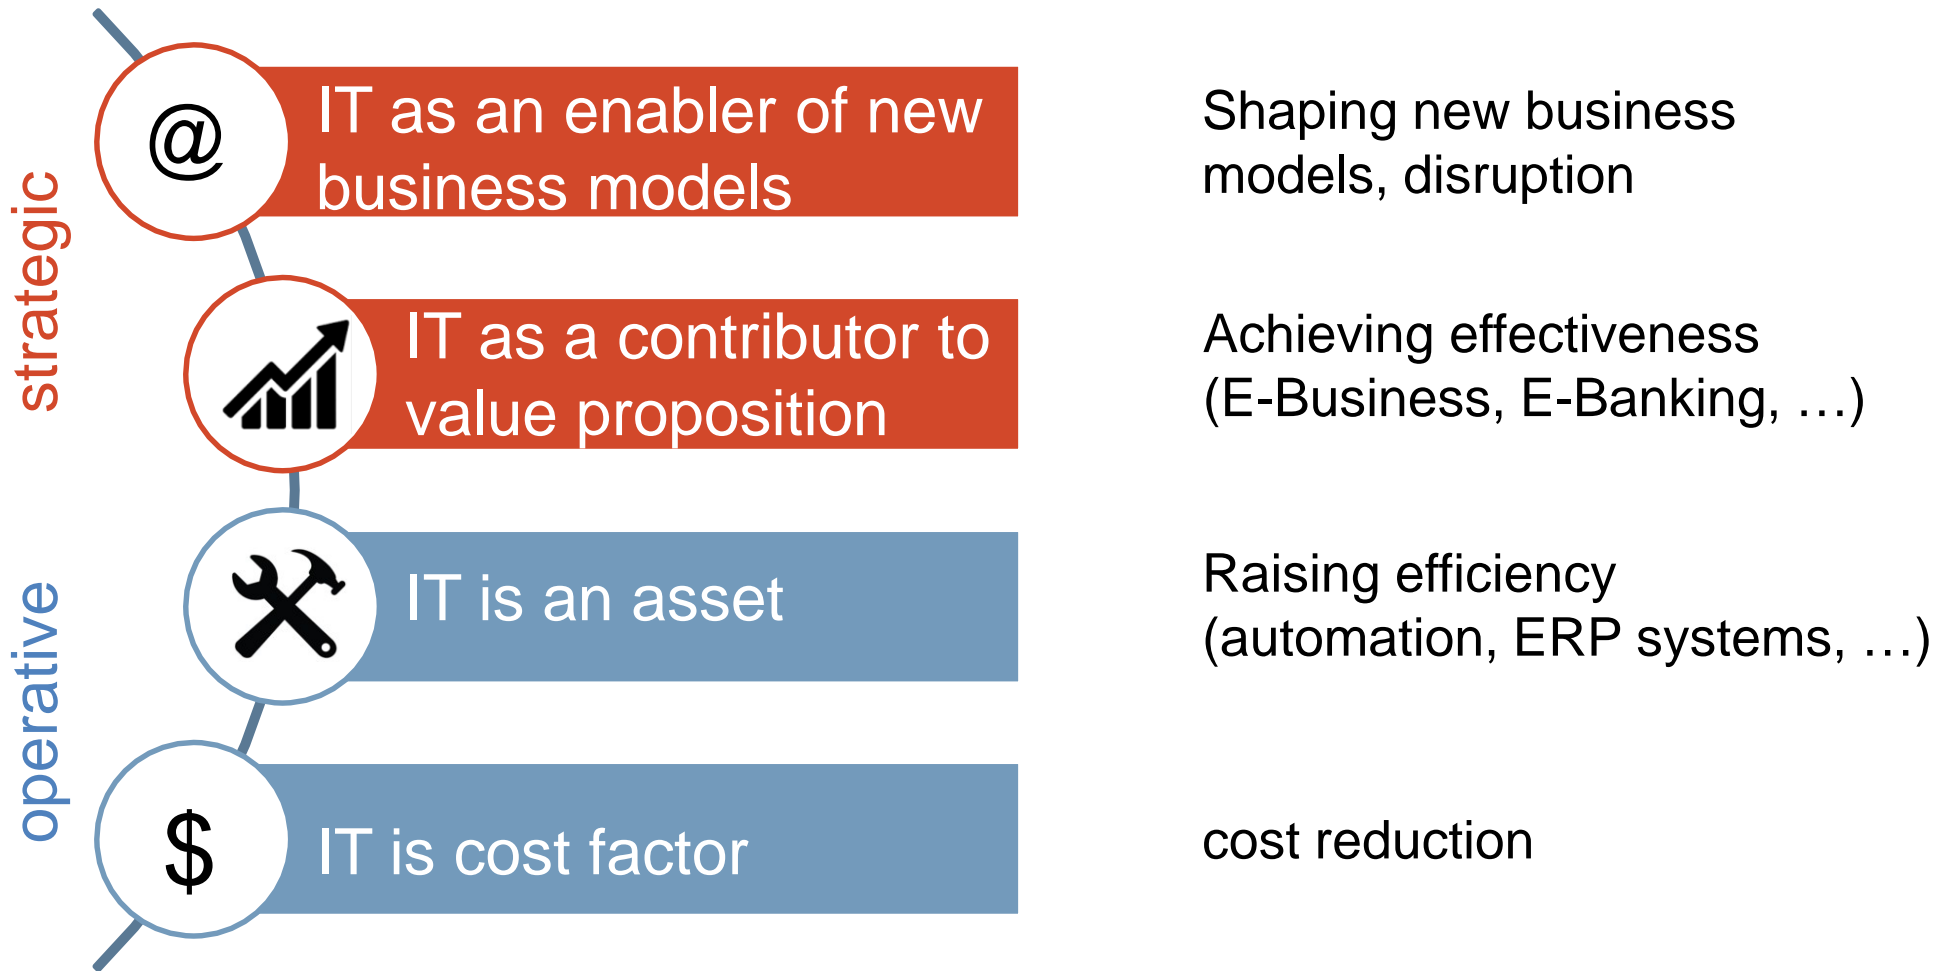 strategic
@
IT as an enabler of new
business models
Shaping new business
models, disruption
IT as a contributor to
value proposition
Achieving effectiveness
(E-Business, E-Banking, …)
operative
IT is an asset
Raising efficiency
(automation, ERP systems, …)
$
IT is cost factor
cost reduction